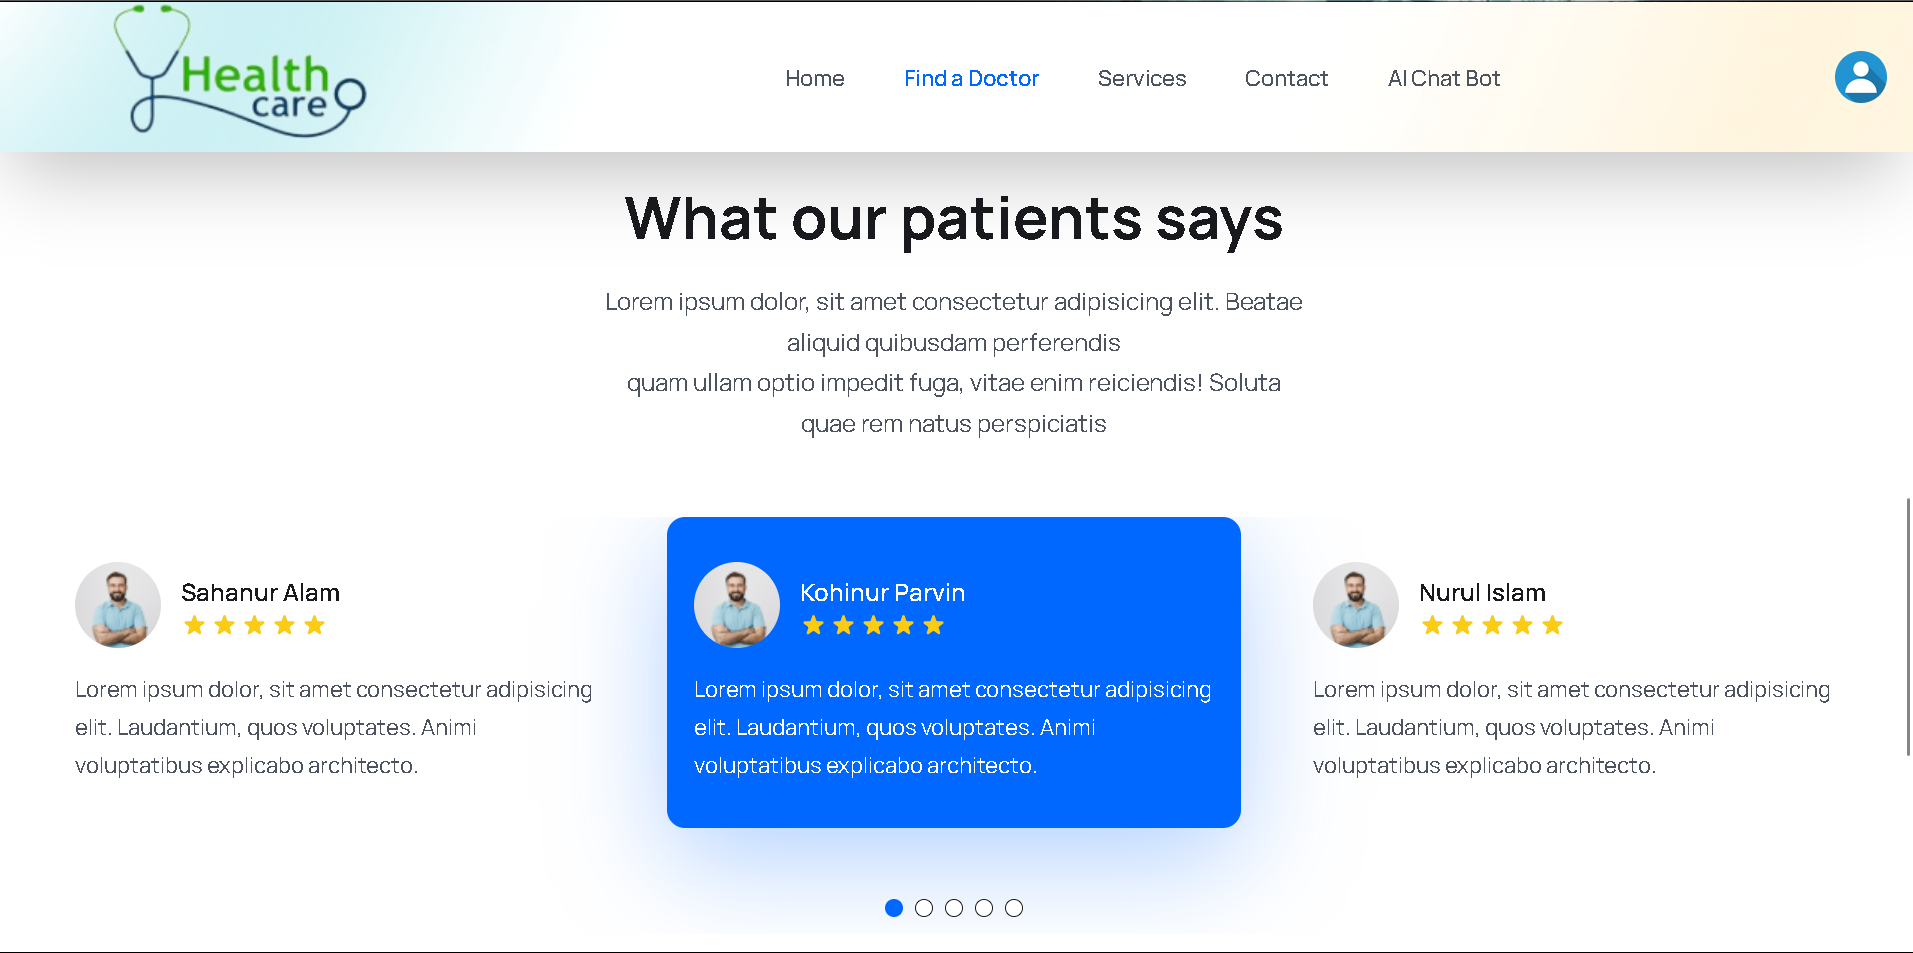 Health
care
Home Find a Doctor Services Contact AI Chat Bot
What our patients says
Lorem ipsum dolor, sit amet consectetur adipisicing elit. Beatae
aliquid quibusdam perferendis
quam ullam optio impedit fuga, vitae enim reiciendis! Soluta
quae rem natus perspiciatis
Sahanur Alam
Lorem ipsum dolor, sit amet consectetur adipisicing
elit. Laudantium, quos voluptates. Animi
voluptatibus explicabo architecto.
Kohinur Parvin
Lorem ipsum dolor, sit amet consectetur adipisicing
elit. Laudantium, quos voluptates. Animi
voluptatibus explicabo architecto.
Nurul Islam
Lorem ipsum dolor, sit amet consectetur adipisicing
elit. Laudantium, quos voluptates. Animi
voluptatibus explicabo architecto.